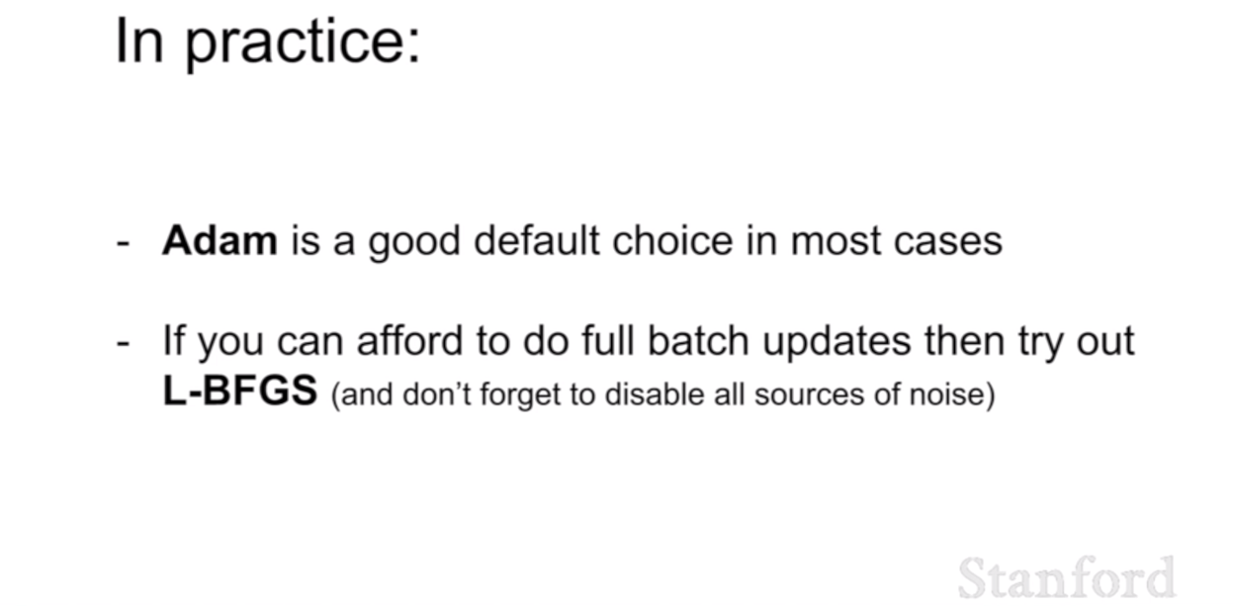 In practice:
- Adam is a good default choice in most cases
- If you can afford to do full batch updates then try out
L-BFGS (and don't forget to disable all sources of noise)
Stanford